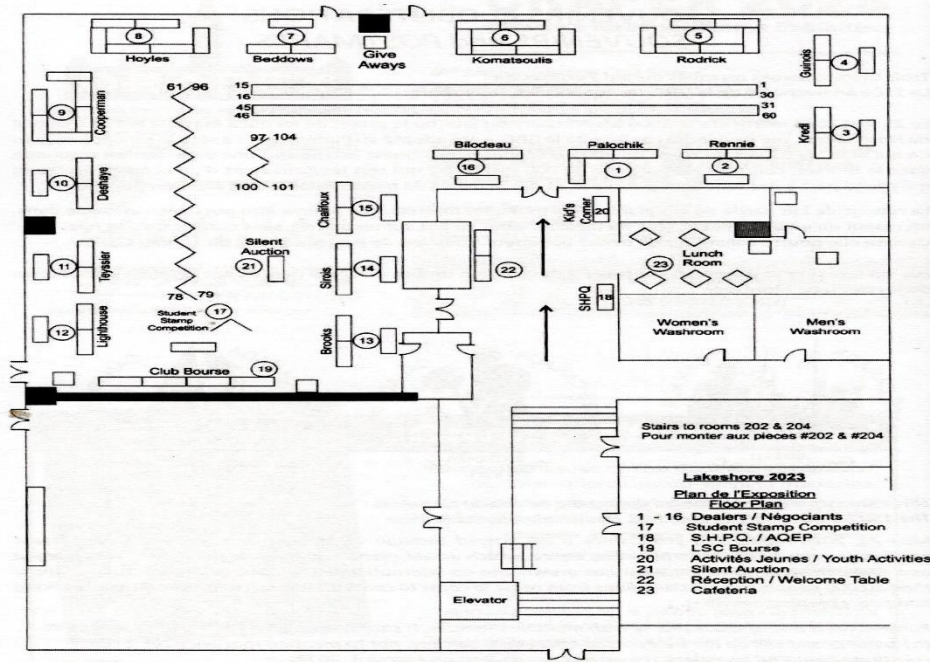 8
Hoyles
7
Beddows
Give
Aways
6
Komatsoulis
5
Rodrick
Guinois
4
9
Cooperman
61 96
15
16
45
46
1
30
31
60
Kredl
3
97 104
100 101
Bilodeau
16
Palochik
1
Rennie
2
10
Deshaye
Chalifoux
15
Kid's
Corner
20
Silent
Auction
21
11
Teyssier
Sirois
14
22
23
Lunch
Room
78 79
17
Student
Stamp
Competition
SHPQ
18
12
Lighthouse
Brooks
13
Women's
Washroom
Men's
Washroom
Club Bourse
19
Stairs to rooms 202 & 204
Pour monter aux pieces #202 & #204
Lakeshore 2023
Plan de l'Exposition
Floor Plan
1 - 16 Dealers / Négociants
17 Student Stamp Competition
18 S.H.P.Q. / AQEP
19 LSC Bourse
20 Activités Jeunes / Youth Activities
21 Silent Auction
22 Réception / Welcome Table
23 Cafeteria
Elevator